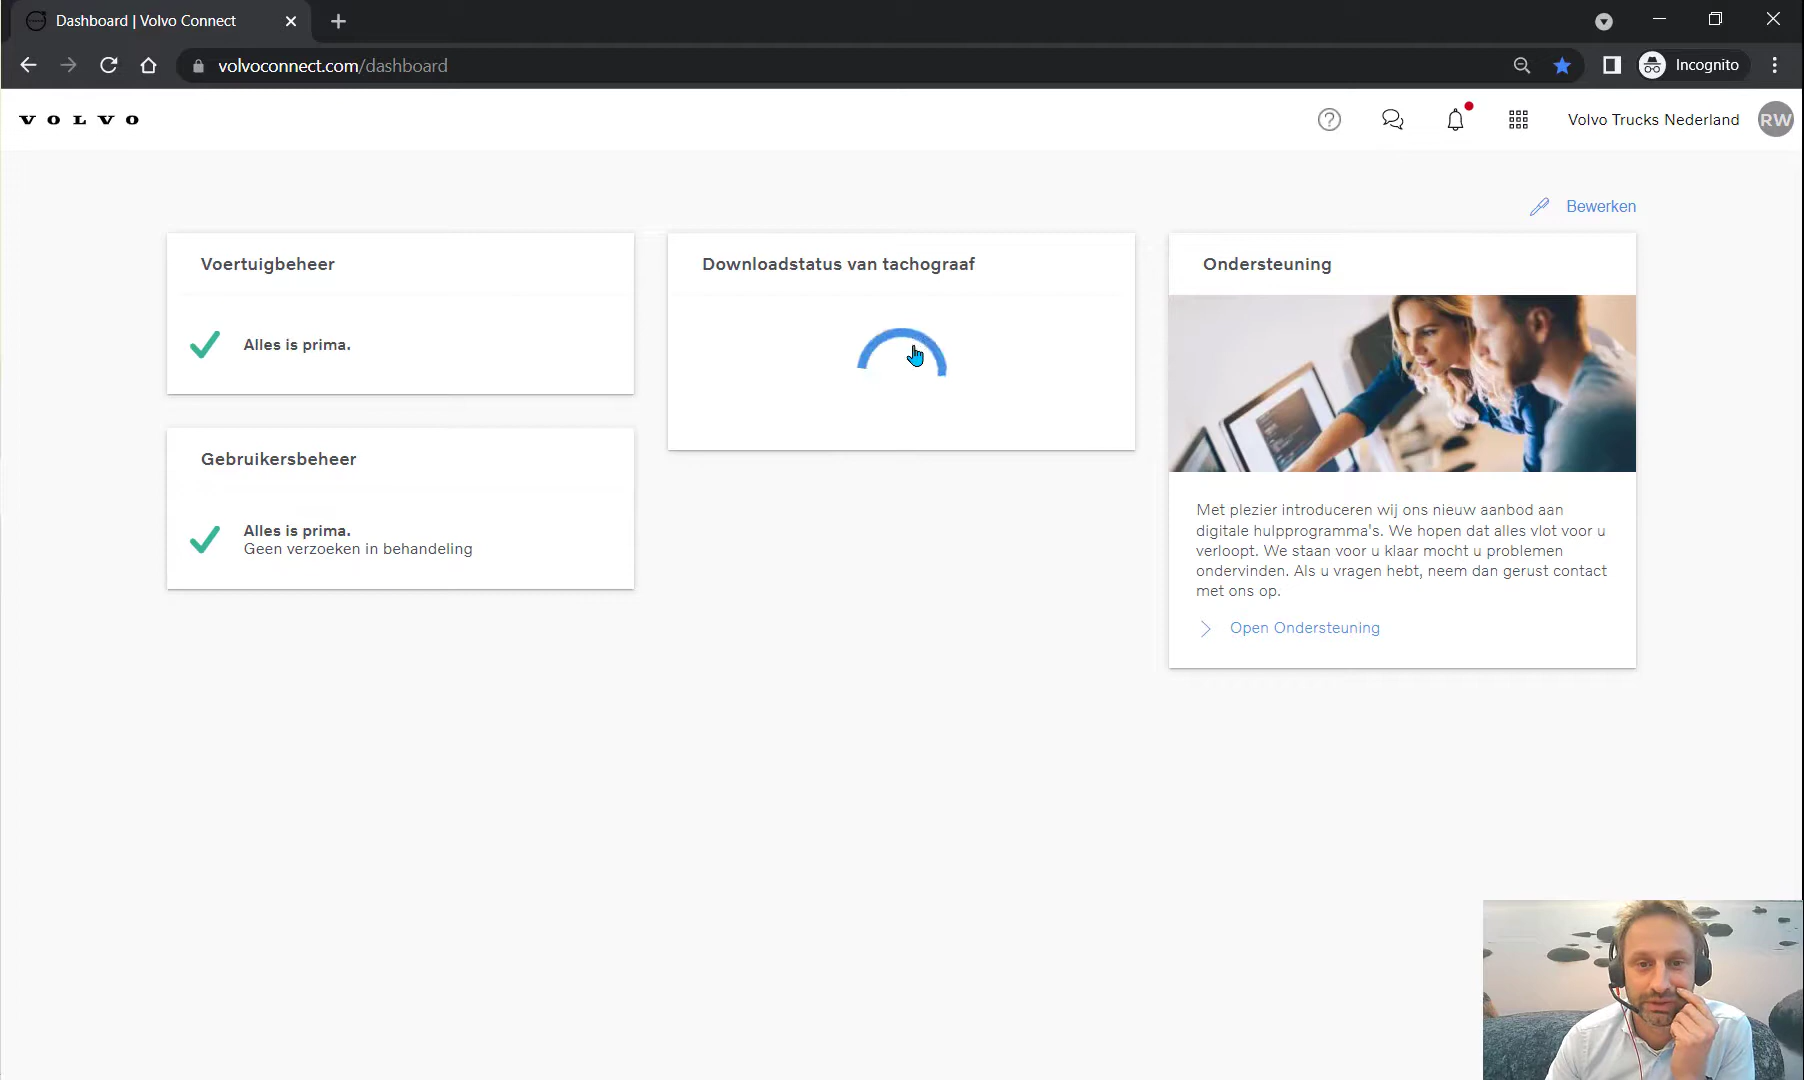 Dashboard | Volvo Connect
volvoconnect.com/dashboard
Incognito
VOLVO
Volvo Trucks Nederland
RW
Bewerken
Voertuigbeheer
Alles is prima.
Gebruikersbeheer
Alles is prima.
Geen verzoeken in behandeling
Downloadstatus van tachograaf
Ondersteuning
Met plezier introduceren wij ons nieuw aanbod aan
digitale hulpprogramma's. We hopen dat alles vlot voor u
verloopt. We staan voor u klaar mocht u problemen
ondervinden. Als u vragen hebt, neem dan gerust contact
met ons op.
Open Ondersteuning